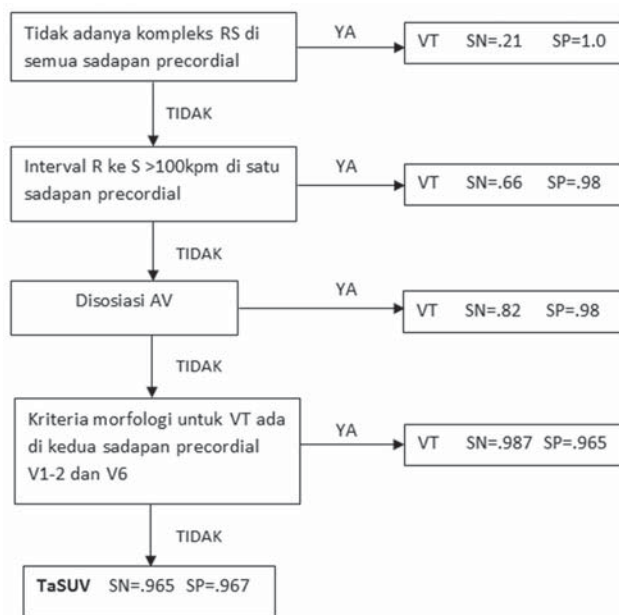 Tidak adanya kompleks RS di
semua sadapan precordial
YA
VT SN=.21 SP=1.0
TIDAK
Interval R ke S >100kpm di satu
sadapan precordial
YA
VT SN=.66 SP=.98
TIDAK
Disosiasi AV
YA
VT SN=.82 SP=.98
TIDAK
Kriteria morfologi untuk VT ada
di kedua sadapan precordial
V1-2 dan V6
YA
VT SN=.987 SP=.965
TIDAK
TaSUV SN=.965 SP=.967